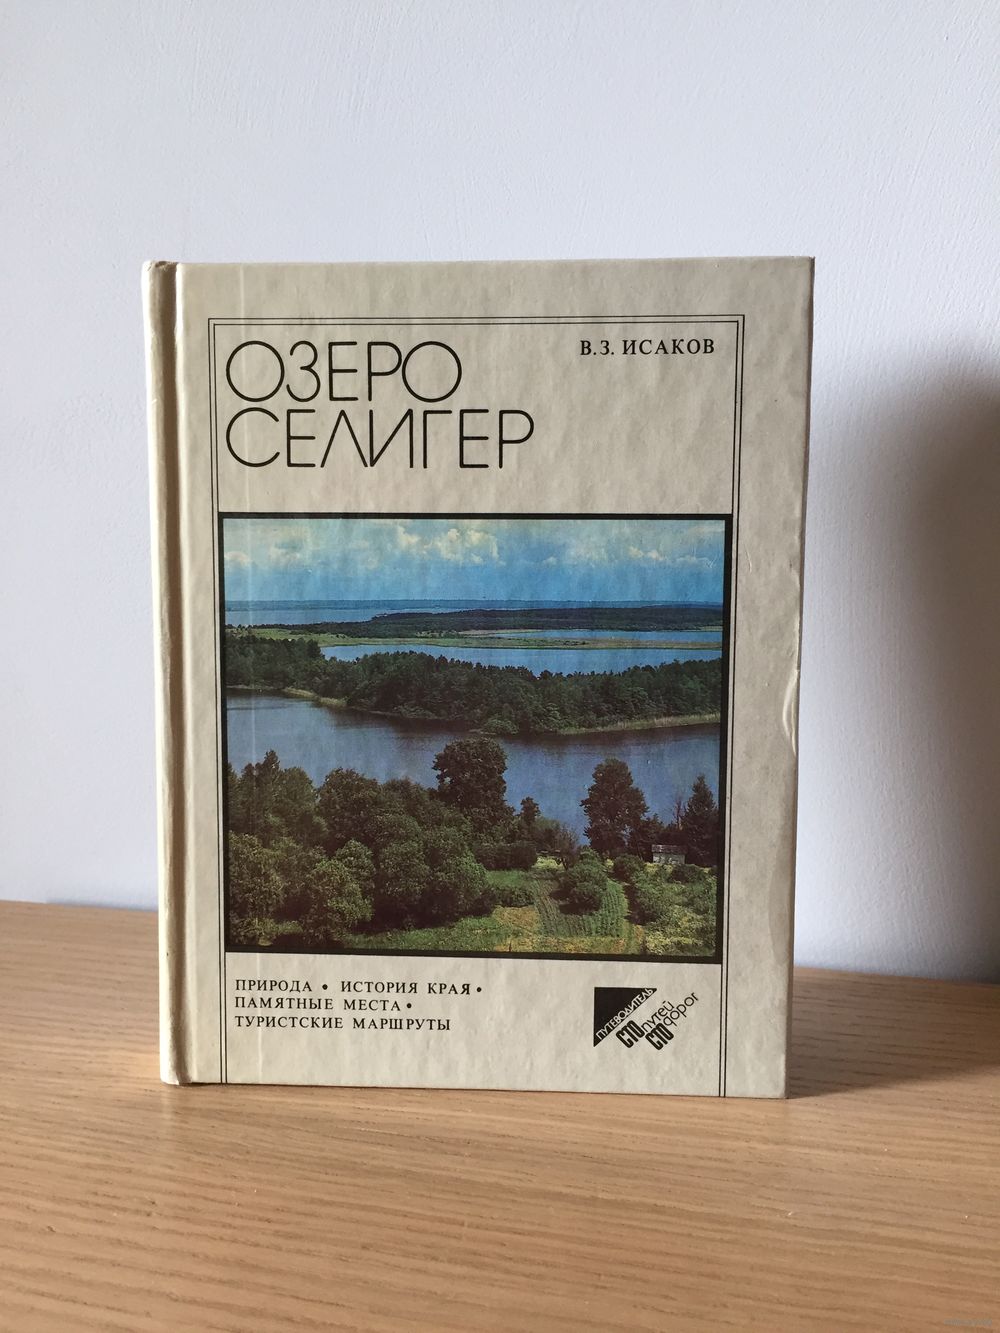 ОЗЕРО
СЕЛИГЕР
В.З. ИСАКОВ
ПРИРОДА • ИСТОРИЯ КРАЯ •
ПАМЯТНЫЕ МЕСТА •
ТУРИСТСКИЕ МАРШРУТЫ
ПУТЕВОДИТЕЛЬ
СТО путей
СТО дорог